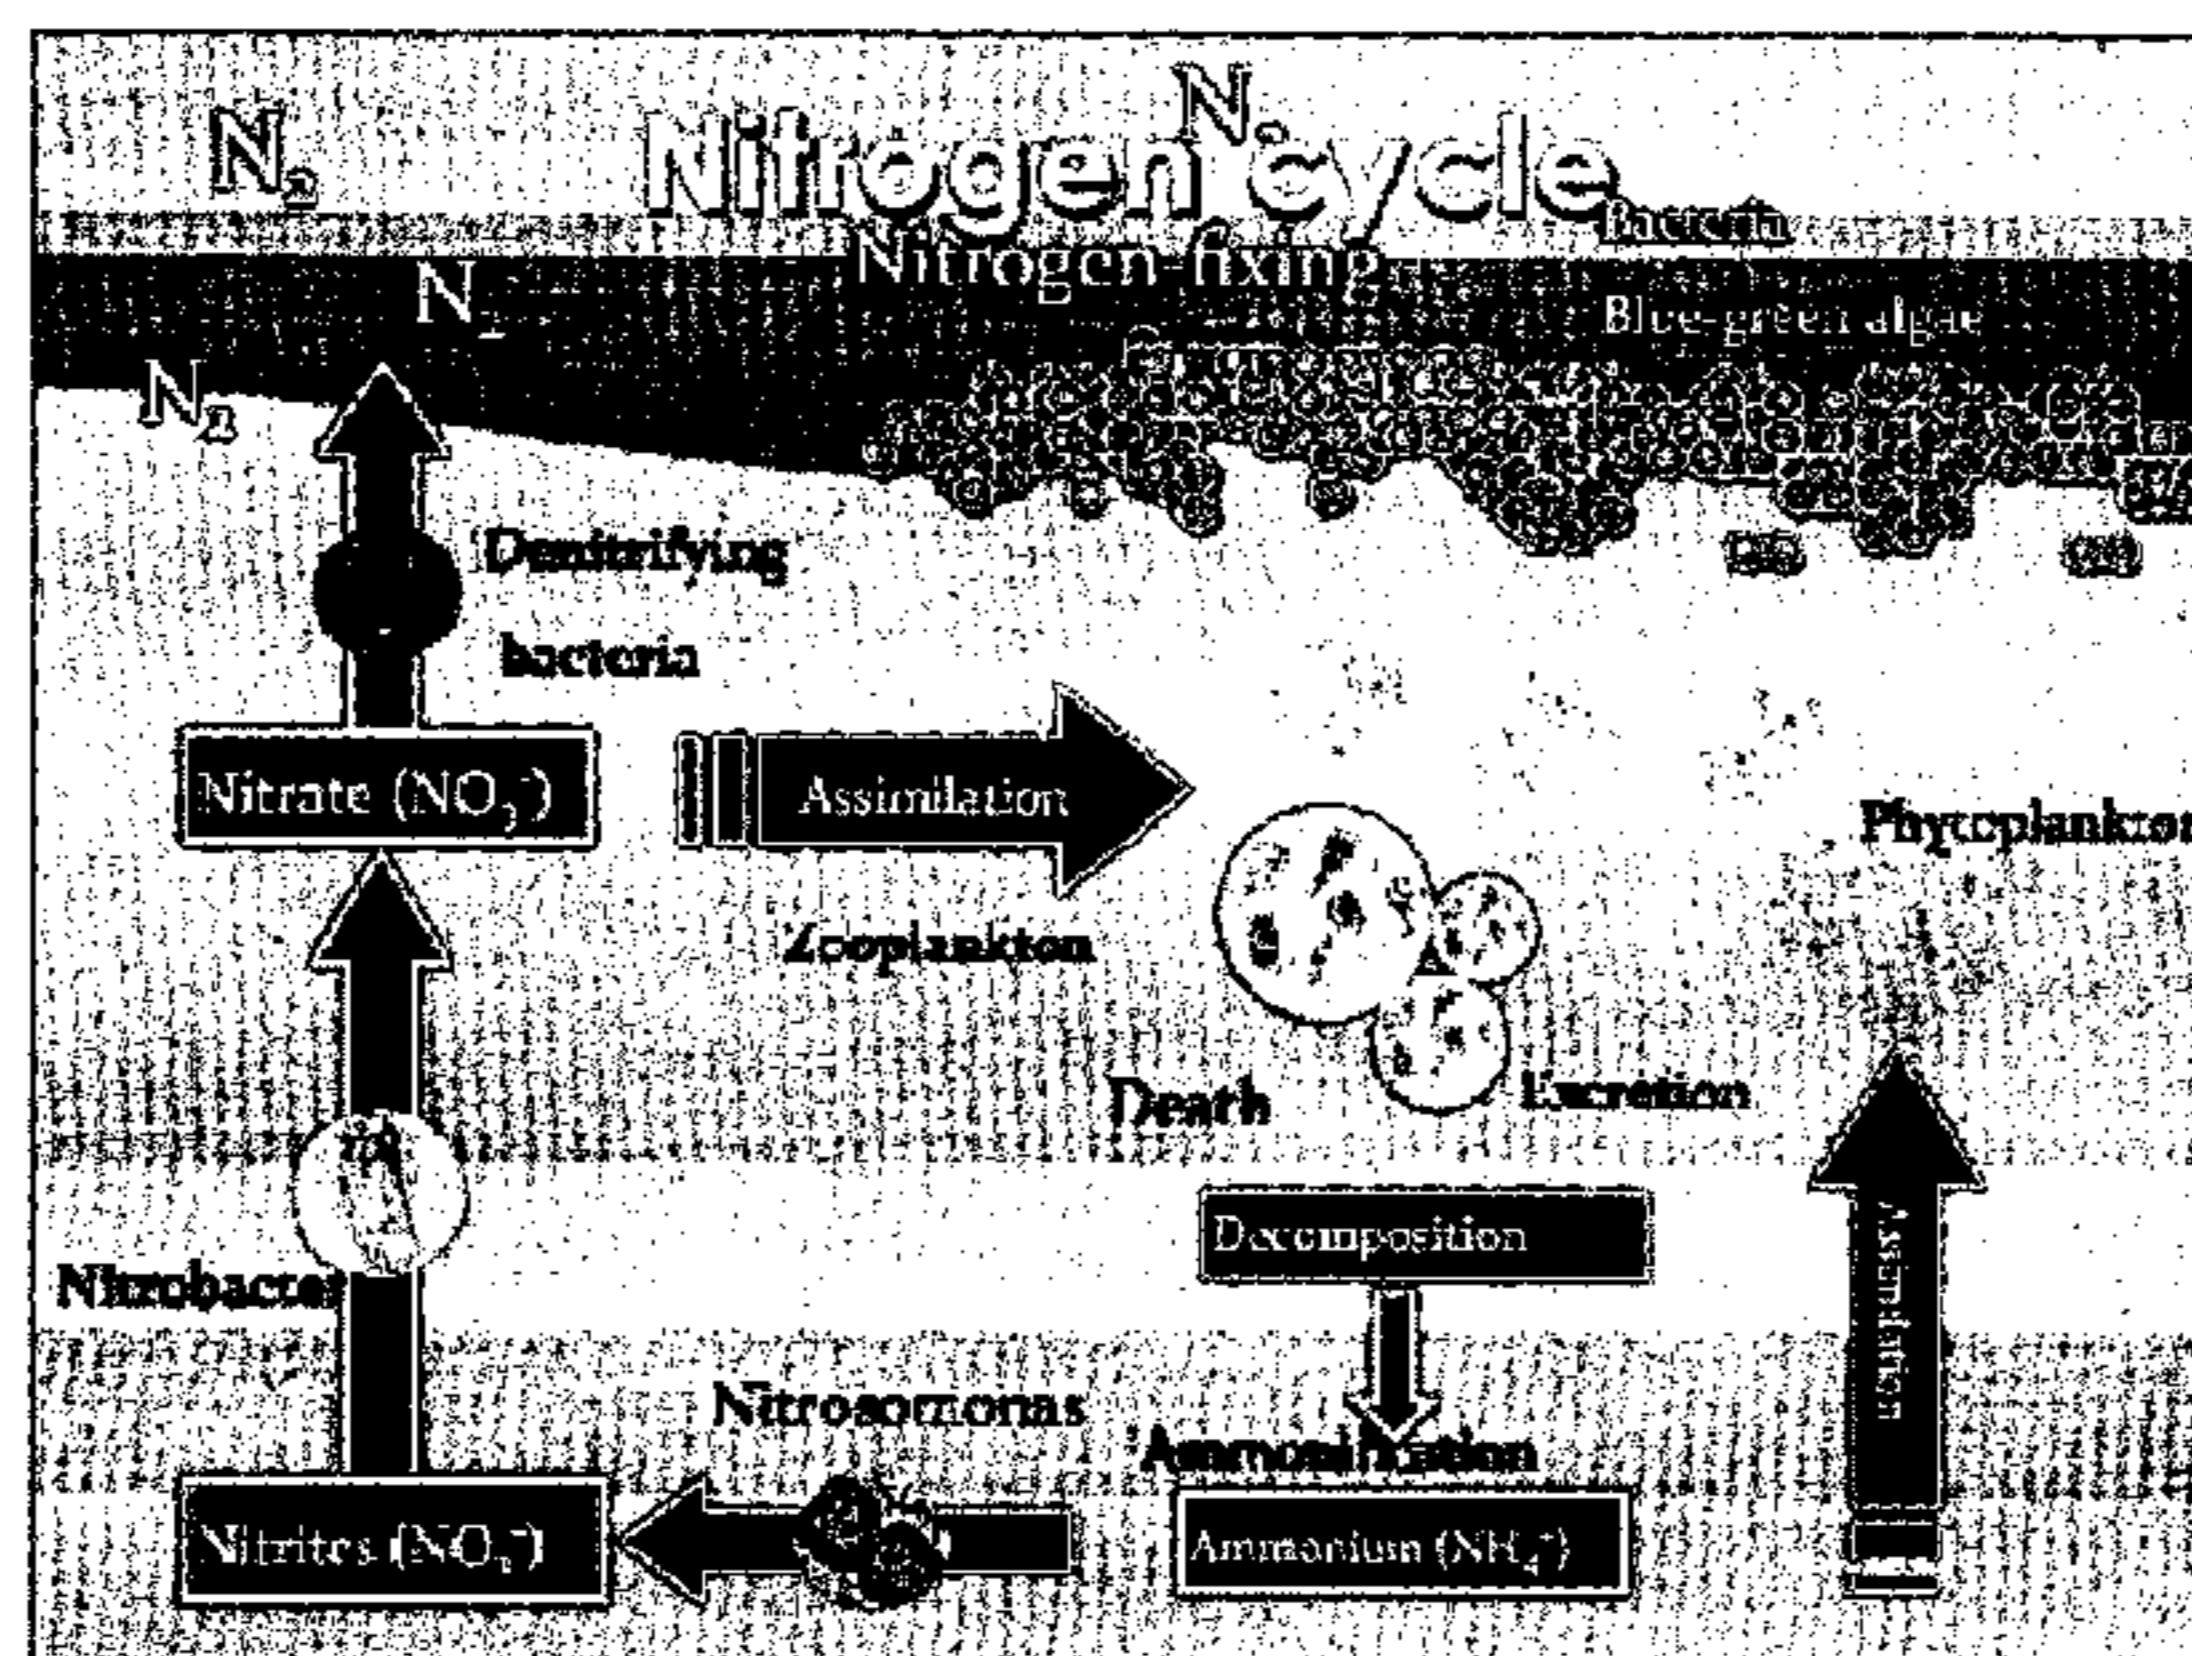 N₂
N₂
Nitrogen cycle
Bacteria
Nitrogen-fixing
N
Blue-green algae
N₂
Denitrifying
bacteria
Nitrate (NO₃⁻)
Assimilation
Phytoplankton
Zooplankton
Death
Excretion
Decomposition
Assimilation
Nitrobacter
Nitrosomonas
Ammonification
Nitrites (NO₂⁻)
Ammonium (NH₄⁺)